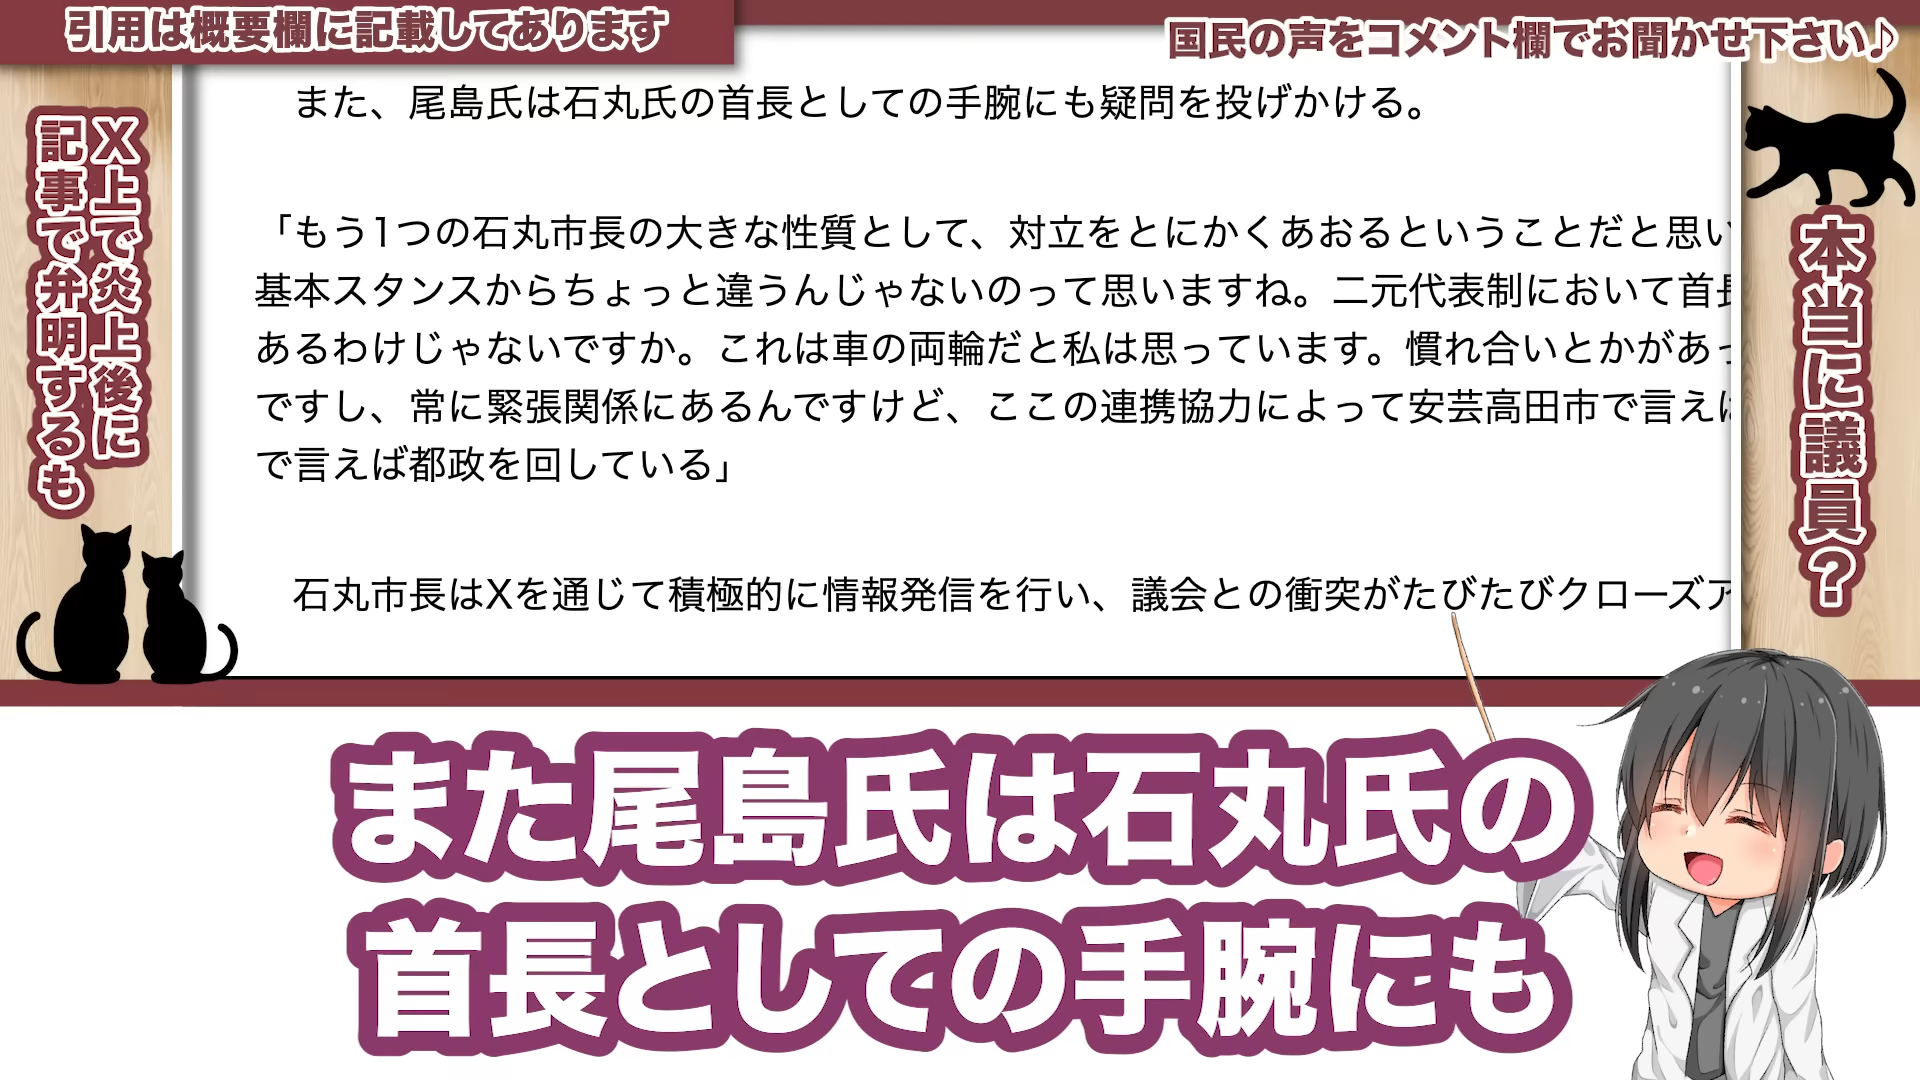 引用は概要欄に記載してあります
国民の声をコメント欄でお聞かせ下さい♪
X上で炎上後に
記事で弁明するも
本当に議員?
また、尾島氏は石丸氏の首長としての手腕にも疑問を投げかける。
「もう1つの石丸市長の大きな性質として、対立をとにかくあおるということだと思い
基本スタンスからちょっと違うんじゃないのって思いますね。二元代表制において首長
あるわけじゃないですか。これは車の両輪だと私は思っています。慣れ合いとかがあっ
ですし、常に緊張関係にあるんですけど、ここの連携協力によって安芸高田市で言えば
で言えば都政を回している」
石丸市長はXを通じて積極的に情報発信を行い、議会との衝突がたびたびクローズア
また尾島氏は石丸氏の
首長としての手腕にも